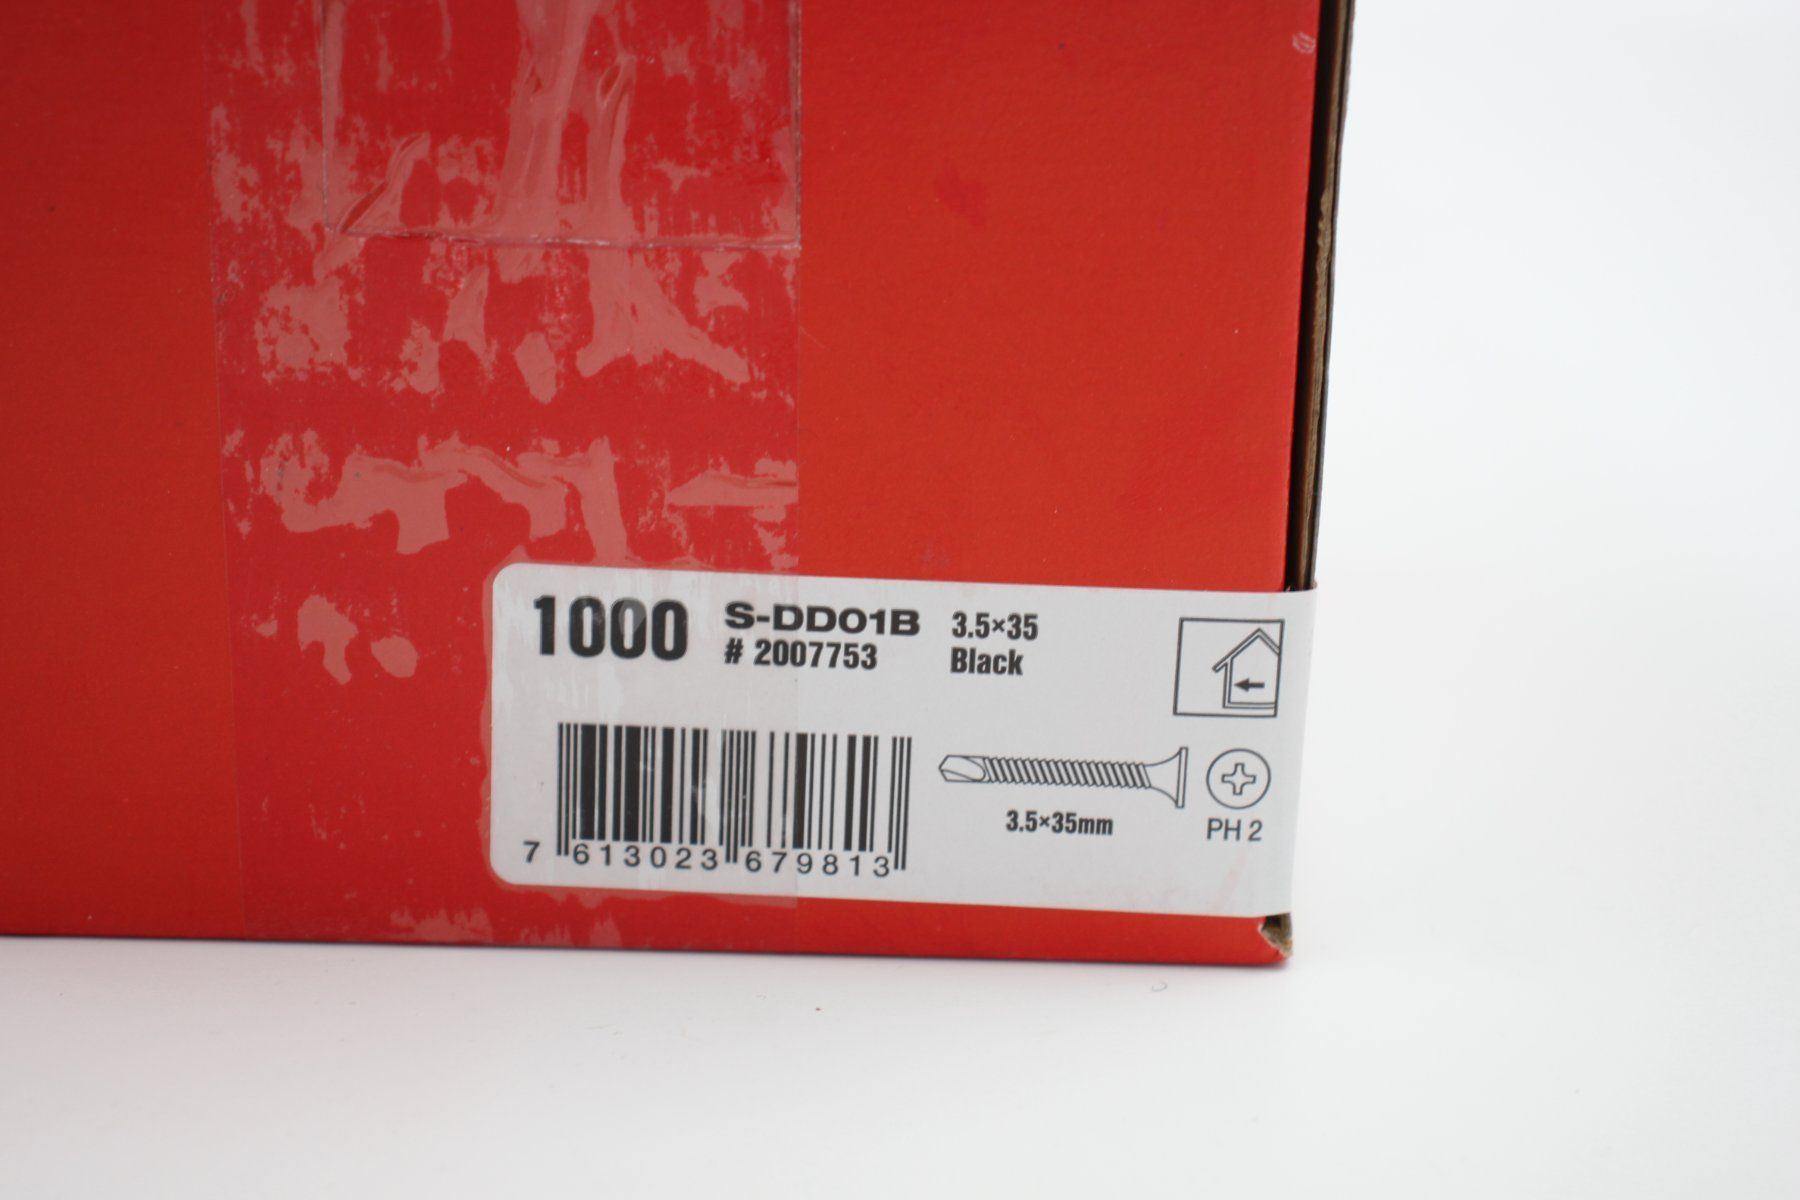 1000 S-DD01B 3.5×35
# 2007753 Black
3.5×35mm PH 2
7 613023 679813